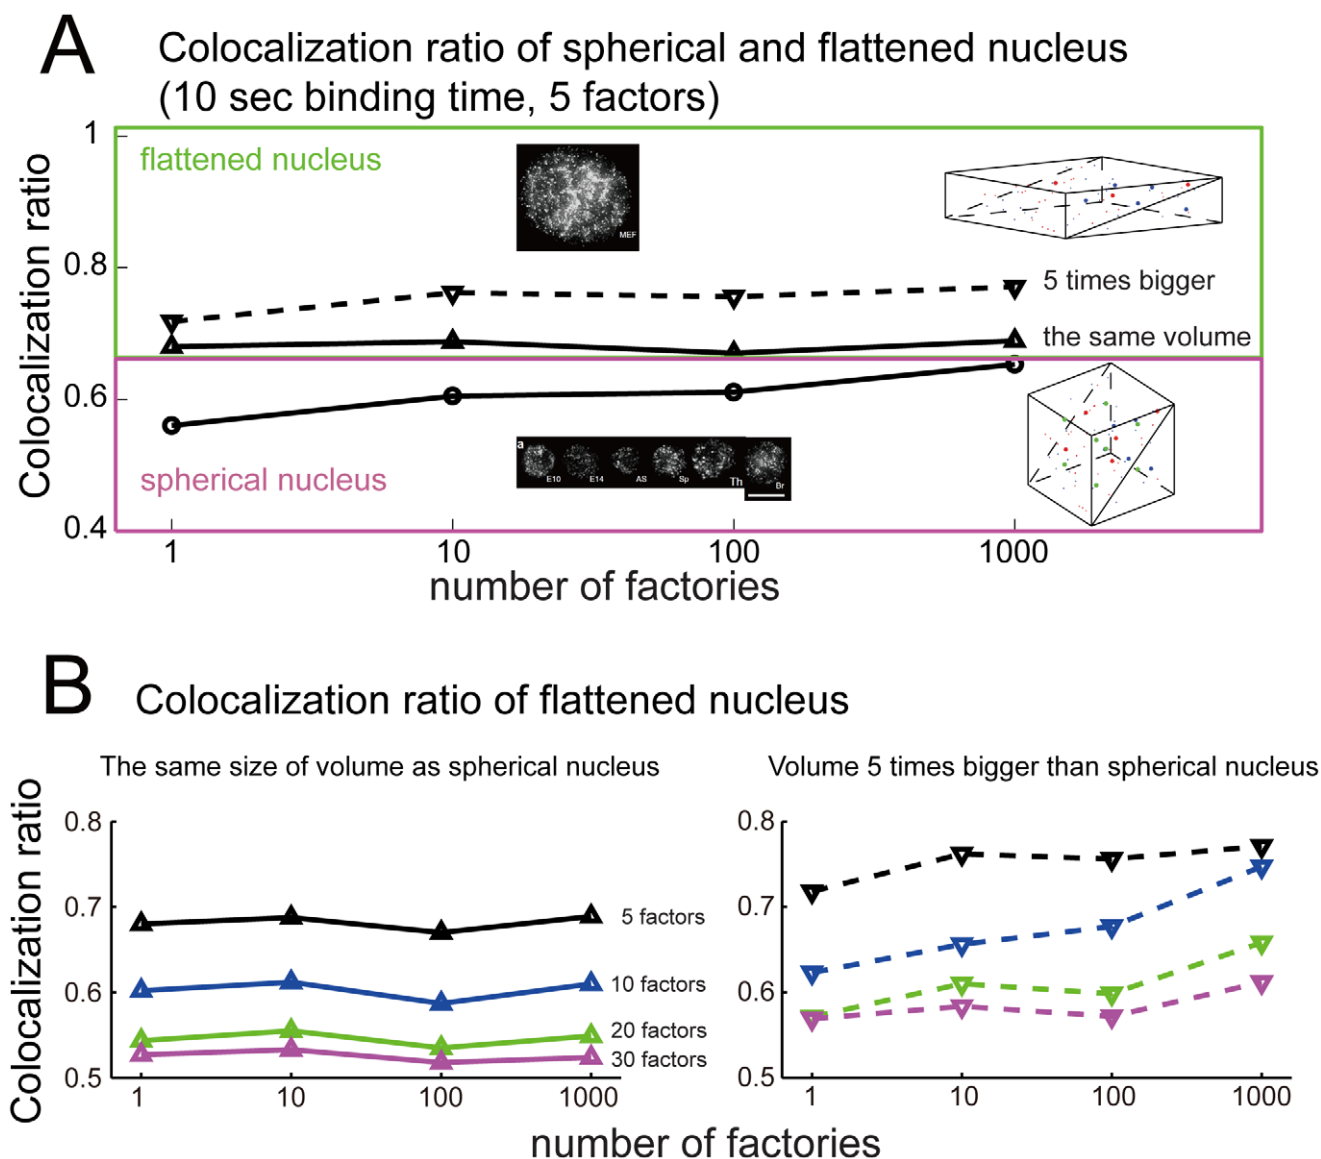 A
Colocalization ratio of spherical and flattened nucleus
(10 sec binding time, 5 factors)
Colocalization ratio
1
0.8
0.6
0.4
flattened nucleus
MEF
5 times bigger
the same volume
spherical nucleus
a
E10 E14 AS Sp Th Br
1 10 100 1000
number of factories
B
Colocalization ratio of flattened nucleus
The same size of volume as spherical nucleus
Colocalization ratio
0.8
0.7
0.6
0.5
5 factors
10 factors
20 factors
30 factors
1 10 100 1000
Volume 5 times bigger than spherical nucleus
0.8
0.7
0.6
0.5
1 10 100 1000
number of factories